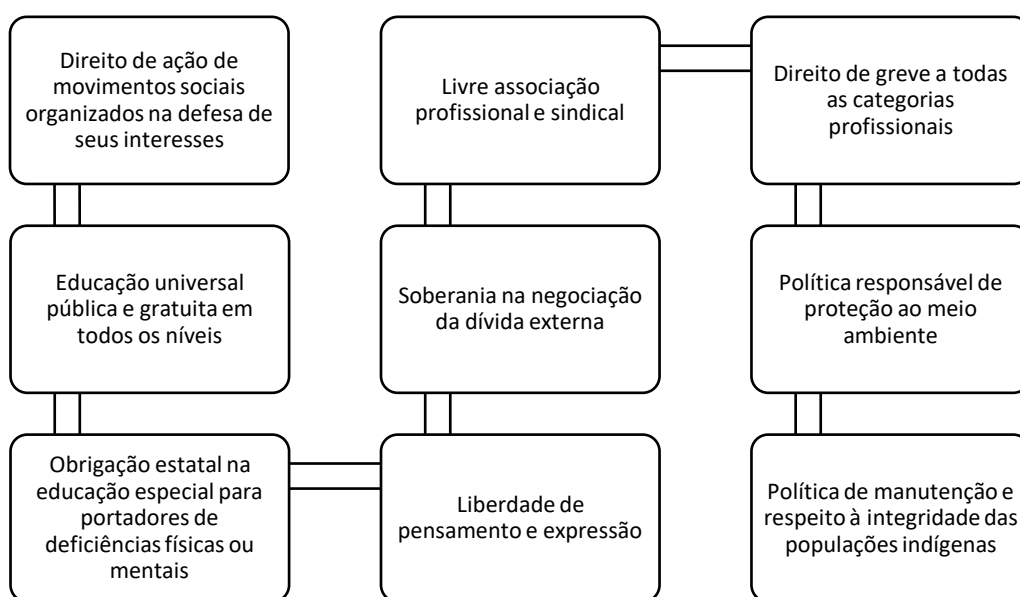 Direito de ação de
movimentos sociais
organizados na defesa de
seus interesses
Educação universal
pública e gratuita em
todos os níveis
Obrigação estatal na
educação especial para
portadores de
deficiências físicas ou
mentais
Liberdade de
pensamento e expressão
Soberania na negociação
da dívida externa
Livre associação
profissional e sindical
Direito de greve a todas
as categorias
profissionais
Política responsável de
proteção ao meio
ambiente
Política de manutenção e
respeito à integridade das
populações indígenas